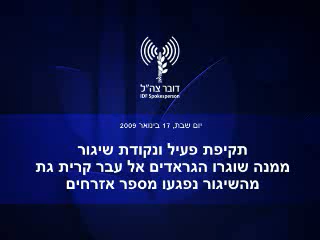 דובר צה"ל
IDF Spokesperson
יום שבת, 17 בינואר 2009
תקיפת פעיל ונקודת שיגור
ממנה שוגרו הגראדים אל עבר קרית גת
מהשיגור נפגעו מספר אזרחים